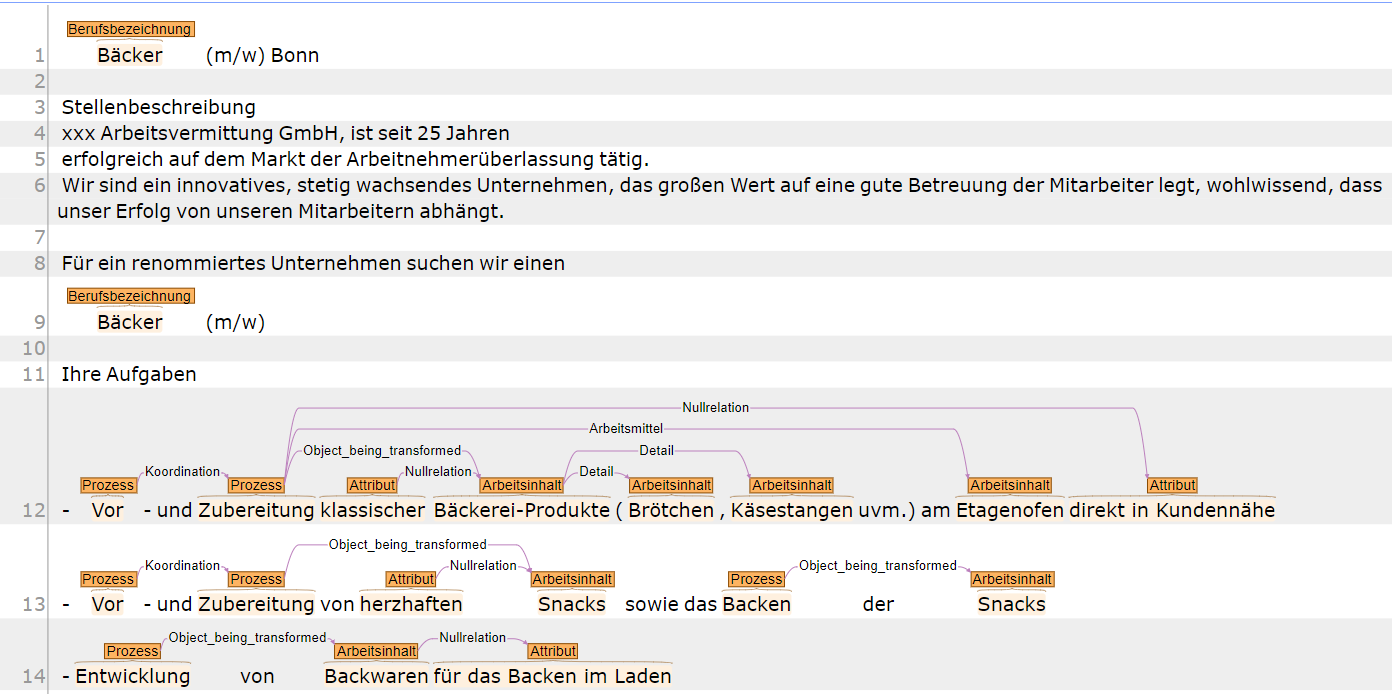 Berufsbezeichnung
1 Bäcker (m/w) Bonn
2
3 Stellenbeschreibung
4 xxx Arbeitsvermittung GmbH, ist seit 25 Jahren
5 erfolgreich auf dem Markt der Arbeitnehmerüberlassung tätig.
6 Wir sind ein innovatives, stetig wachsendes Unternehmen, das großen Wert auf eine gute Betreuung der Mitarbeiter legt, wohlwissend, dass
unser Erfolg von unseren Mitarbeitern abhängt.
7
8 Für ein renommiertes Unternehmen suchen wir einen
Berufsbezeichnung
9 Bäcker (m/w)
10
11 Ihre Aufgaben
Nullrelation
Arbeitsmittel
Object_being_transformed Detail
Koordination Nullrelation Detail
Prozess Prozess Attribut Arbeitsinhalt Arbeitsinhalt Arbeitsinhalt Arbeitsinhalt Attribut
12 - Vor - und Zubereitung klassischer Bäckerei-Produkte ( Brötchen , Käsestangen uvm.) am Etagenofen direkt in Kundennähe
Object_being_transformed
Koordination Nullrelation Object_being_transformed
Prozess Prozess Attribut Arbeitsinhalt Prozess Arbeitsinhalt
13 - Vor - und Zubereitung von herzhaften Snacks sowie das Backen der Snacks
Object_being_transformed Nullrelation
Prozess Arbeitsinhalt Attribut
14 - Entwicklung von Backwaren für das Backen im Laden